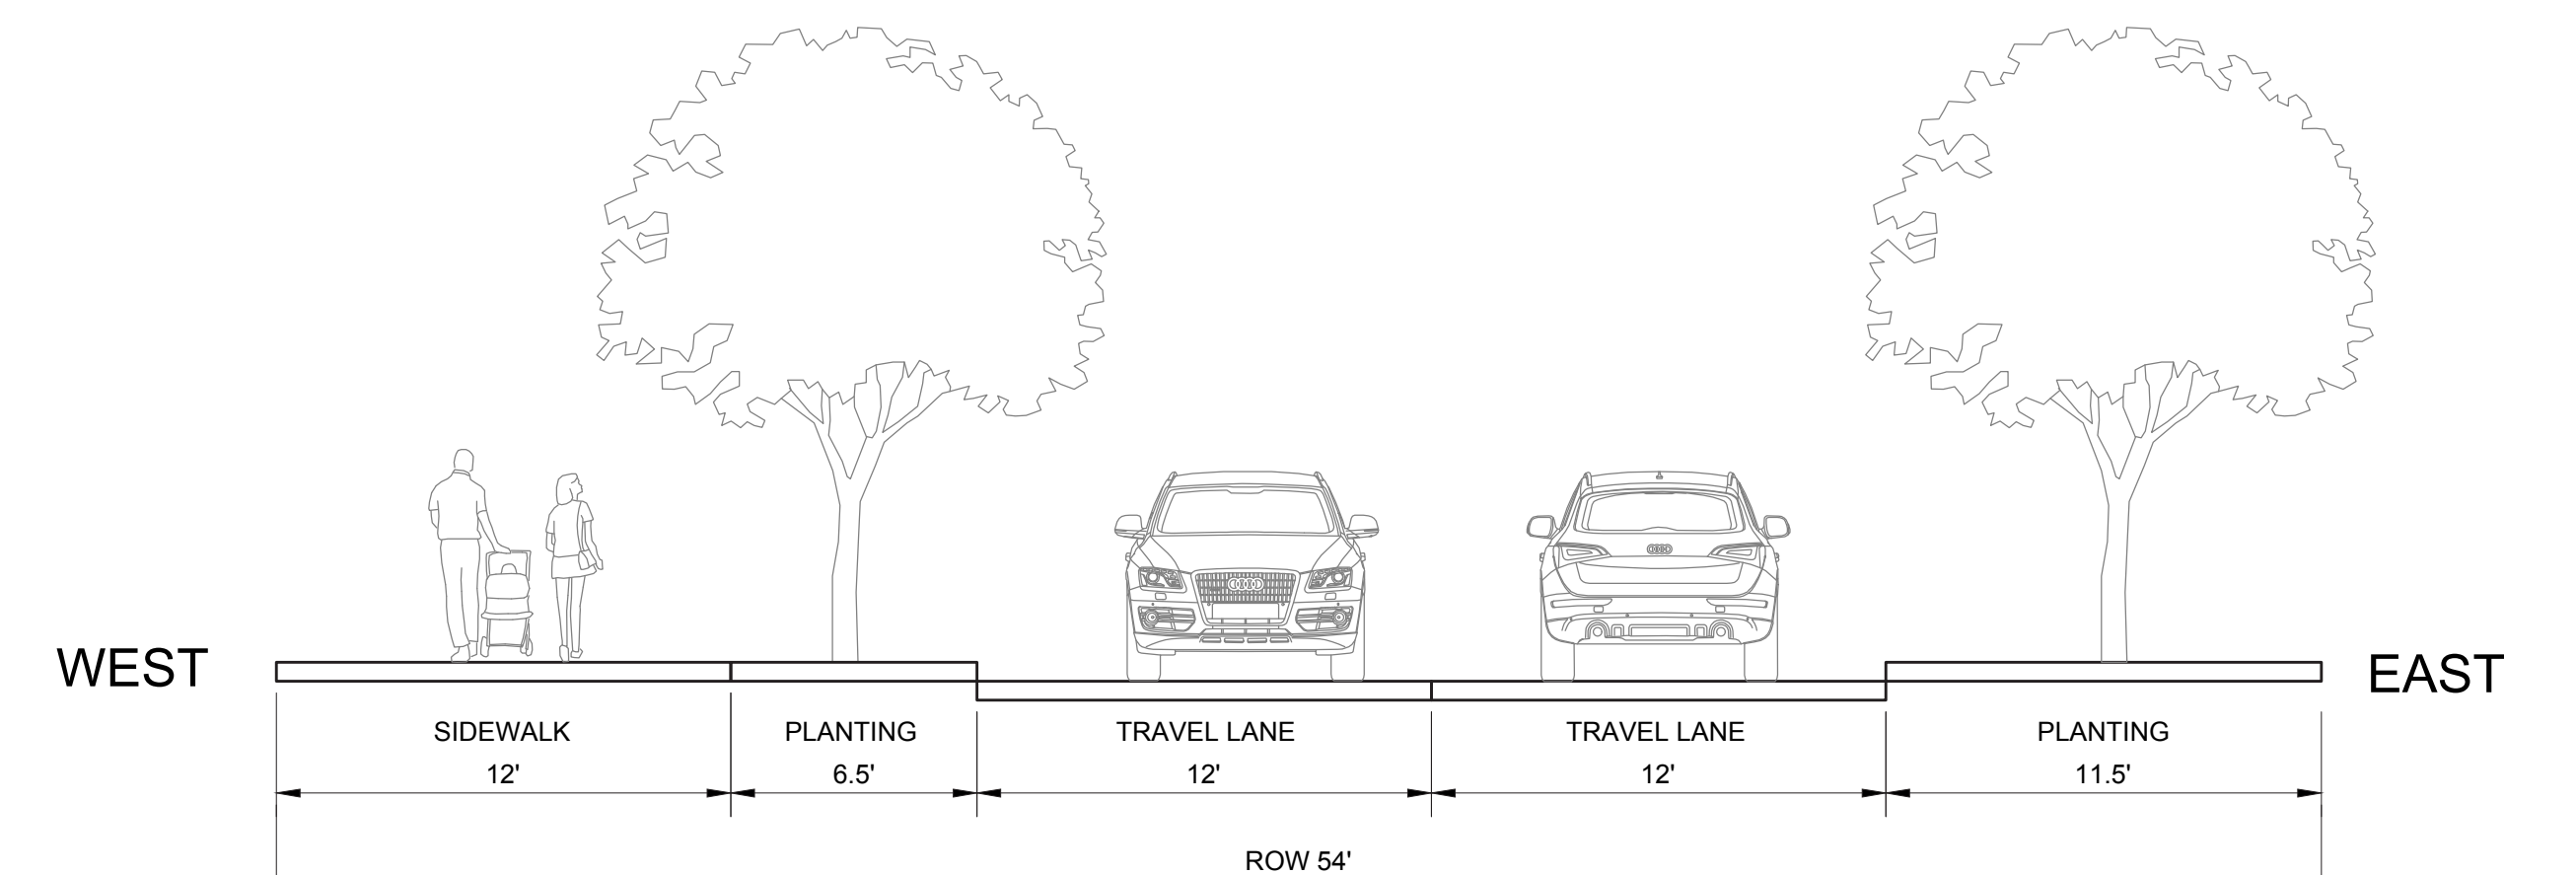 WEST
EAST
SIDEWALK
12'
PLANTING
6.5'
TRAVEL LANE
12'
TRAVEL LANE
12'
PLANTING
11.5'
ROW 54'